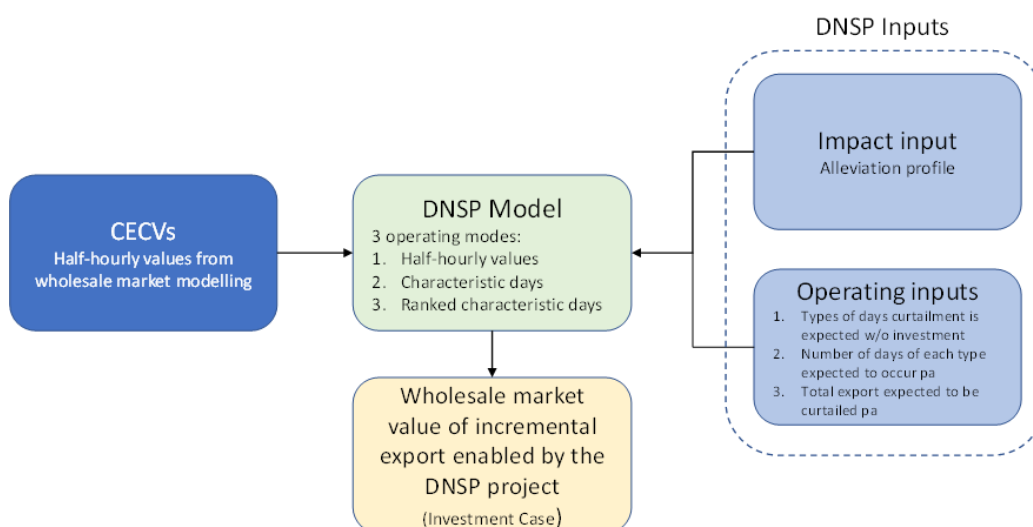 DNSP Inputs
Impact input
Alleviation profile
CECVs
Half-hourly values from
wholesale market modelling
DNSP Model
3 operating modes:
1. Half-hourly values
2. Characteristic days
3. Ranked characteristic days
Operating inputs
1. Types of days curtailment is
expected w/o investment
2. Number of days of each type
expected to occur pa
3. Total export expected to be
curtailed pa
Wholesale market
value of incremental
export enabled by the
DNSP project
(Investment Case)